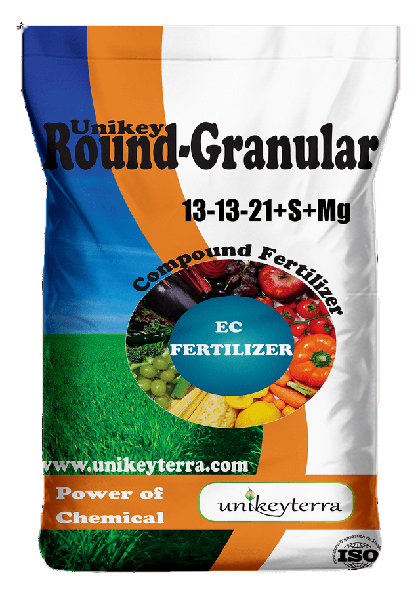 Unikey
Round-Granular
13-13-21+S+Mg
Compound Fertilizer
EC
FERTILIZER
www.unikeyterra.com
Power of
Chemical
unikeyterra
ISO